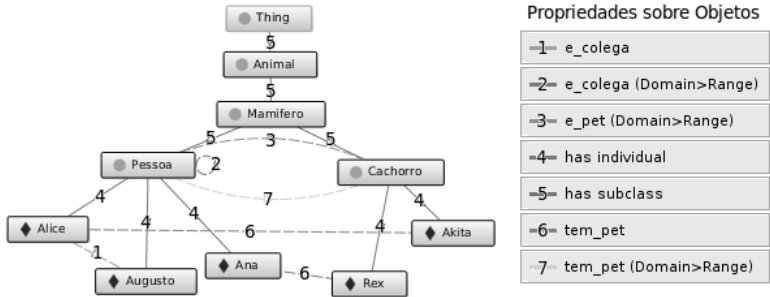 Propriedades sobre Objetos
Thing
5
Animal
5
Mamifero
5
3
5
Pessoa
2
Cachorro
7
4
4
4
4
4
Alice
6
Akita
1
Augusto
Ana
6
Rex
1 e_colega
2 e_colega (Domain>Range)
3 e_pet (Domain>Range)
4 has individual
5 has subclass
6 tem_pet
7 tem_pet (Domain>Range)